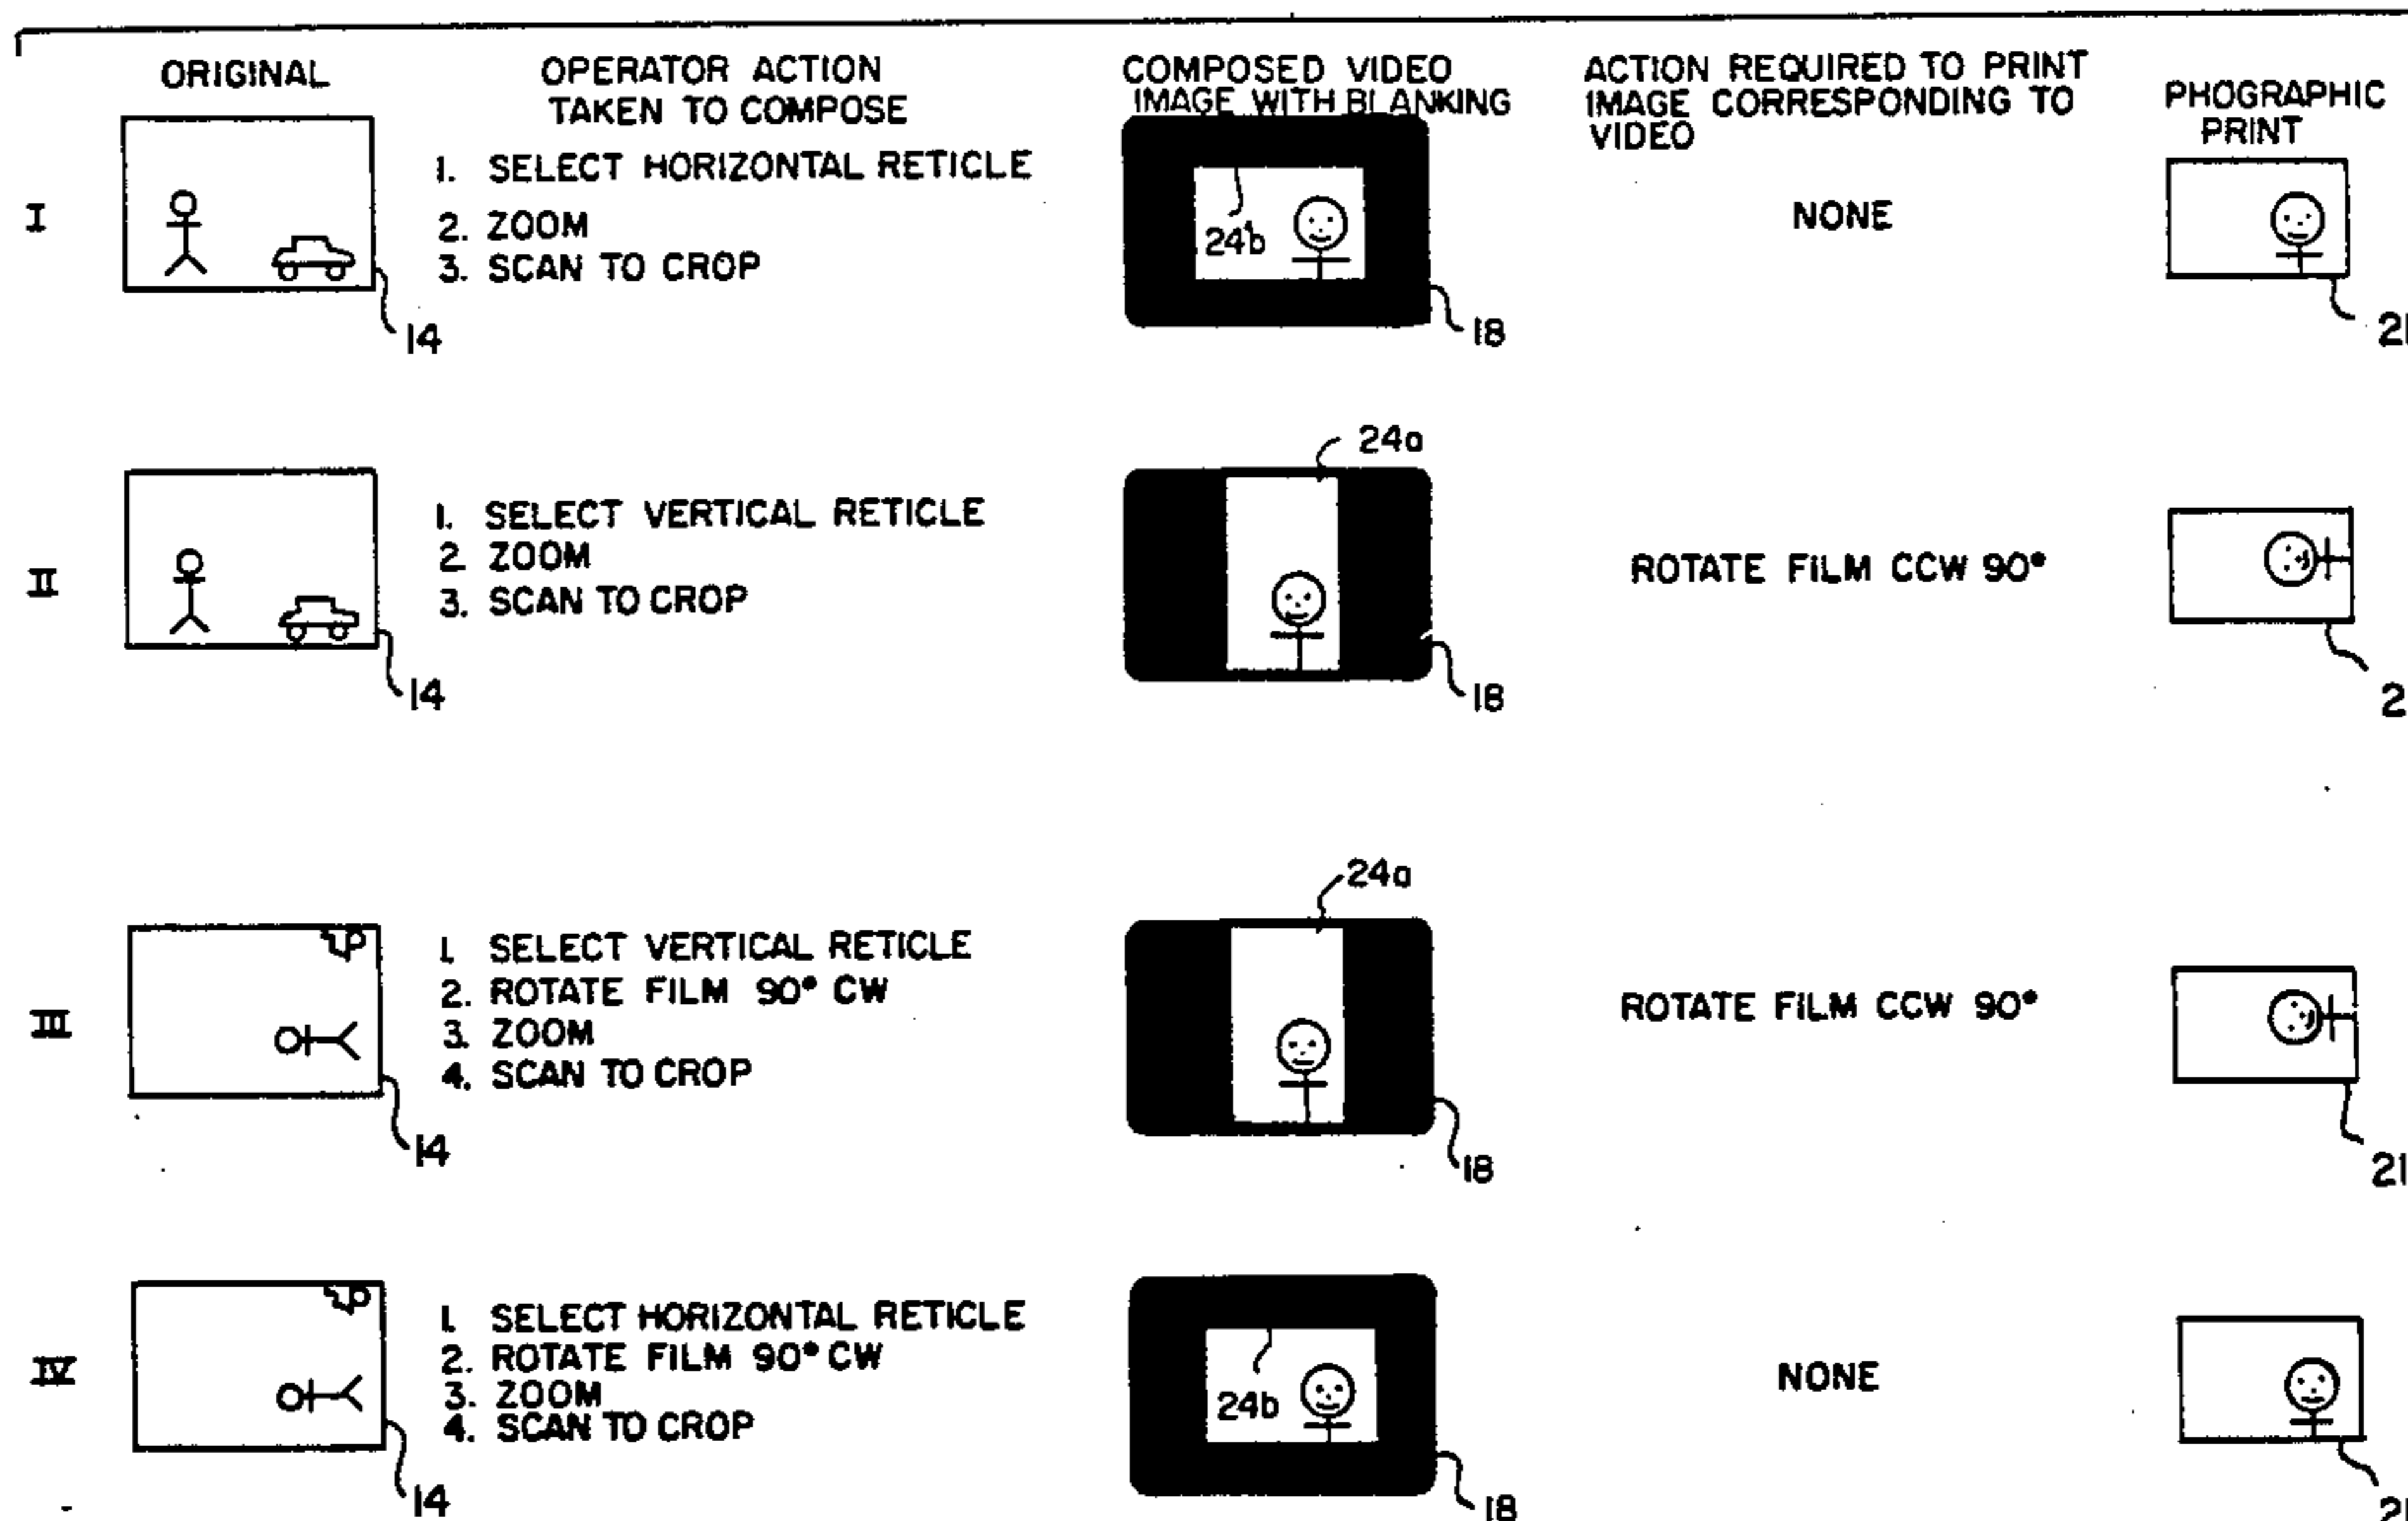 ORIGINAL
OPERATOR ACTION
TAKEN TO COMPOSE
COMPOSED VIDEO
IMAGE WITH BLANKING
ACTION REQUIRED TO PRINT
IMAGE CORRESPONDING TO
VIDEO
PHOGRAPHIC
PRINT
I
14
1. SELECT HORIZONTAL RETICLE
2. ZOOM
3. SCAN TO CROP
24b
18
NONE
21
II
14
1. SELECT VERTICAL RETICLE
2. ZOOM
3. SCAN TO CROP
24a
18
ROTATE FILM CCW 90°
2
III
14
1. SELECT VERTICAL RETICLE
2. ROTATE FILM 90° CW
3. ZOOM
4. SCAN TO CROP
24a
18
ROTATE FILM CCW 90°
21
IV
14
1. SELECT HORIZONTAL RETICLE
2. ROTATE FILM 90° CW
3. ZOOM
4. SCAN TO CROP
24b
18
NONE